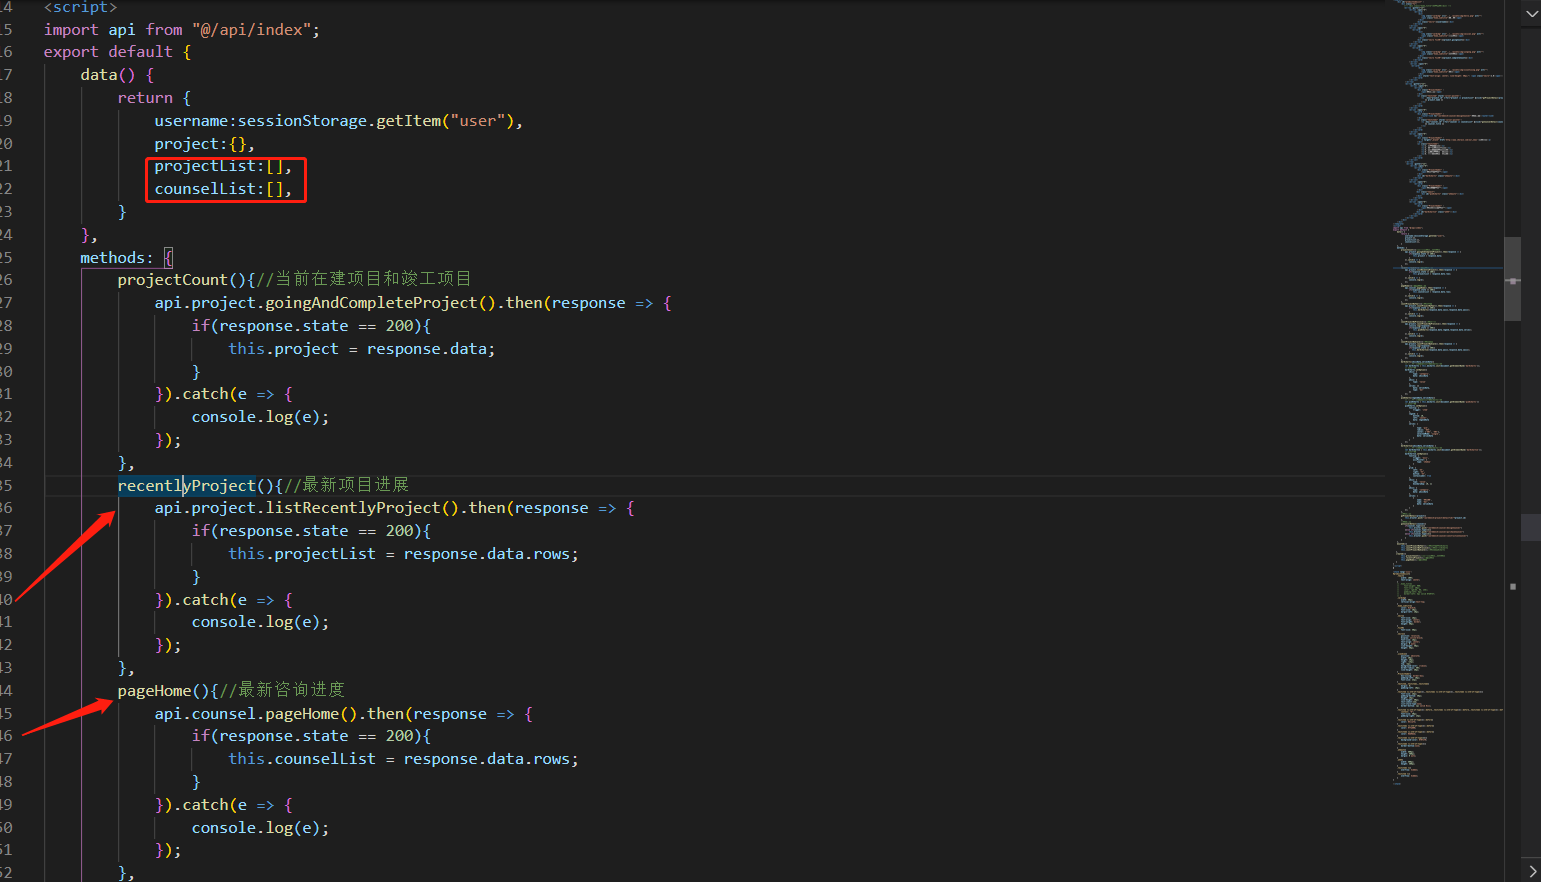 14 <script>
15 import api from "@/api/index";
16 export default {
17 data() {
18 return {
19 username:sessionStorage.getItem("user"),
20 project:{},
21 projectList:[],
22 counselList:[],
23 }
24 },
25 methods: {
26 projectCount(){//当前在建项目和竣工项目
27 api.project.goingAndCompleteProject().then(response => {
28 if(response.state == 200){
29 this.project = response.data;
30 }
31 }).catch(e => {
32 console.log(e);
33 });
34 },
35 recentlyProject(){//最新项目进展
36 api.project.listRecentlyProject().then(response => {
37 if(response.state == 200){
38 this.projectList = response.data.rows;
39 }
40 }).catch(e => {
41 console.log(e);
42 });
43 },
44 pageHome(){//最新咨询进度
45 api.counsel.pageHome().then(response => {
46 if(response.state == 200){
47 this.counselList = response.data.rows;
48 }
49 }).catch(e => {
50 console.log(e);
51 });
52 },